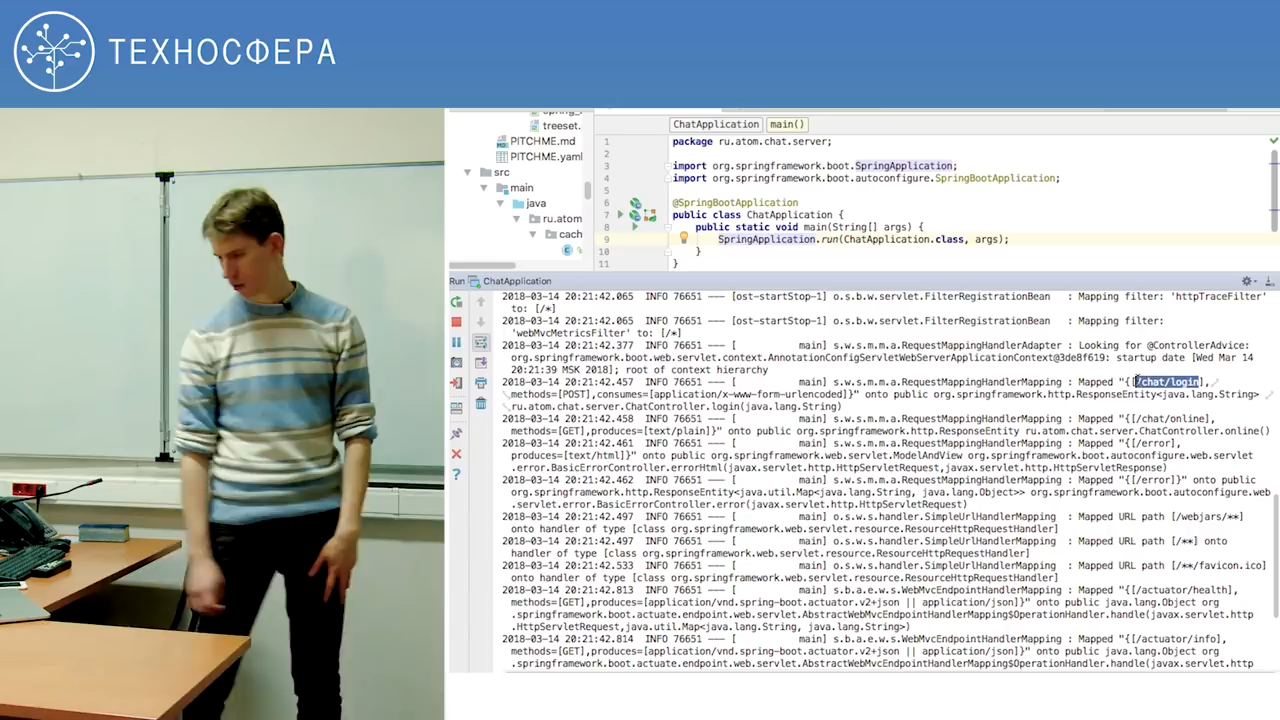 ТЕХНОСФЕРА
treeset.
PITCHME.md
PITCHME.yaml
src
main
java
ru.atom
cach
ChatApplication main()
1 package ru.atom.chat.server;
2
3 import org.springframework.boot.SpringApplication;
4 import org.springframework.boot.autoconfigure.SpringBootApplication;
5
6 @SpringBootApplication
7 public class ChatApplication {
8 public static void main(String[] args) {
9 SpringApplication.run(ChatApplication.class, args);
10 }
11 }
Run ChatApplication
2018-03-14 20:21:42.065 INFO 76651 --- [ost-startStop-1] o.s.b.w.servlet.FilterRegistrationBean : Mapping filter: 'httpTraceFilter'
to: [/*]
2018-03-14 20:21:42.065 INFO 76651 --- [ost-startStop-1] o.s.b.w.servlet.FilterRegistrationBean : Mapping filter:
'webMvcMetricsFilter' to: [/*]
2018-03-14 20:21:42.377 INFO 76651 --- [ main] s.w.s.m.m.a.RequestMappingHandlerAdapter : Looking for @ControllerAdvice:
org.springframework.boot.web.servlet.context.AnnotationConfigServletWebServerApplicationContext@3de8f619: startup date [Wed Mar 14
20:21:39 MSK 2018]; root of context hierarchy
2018-03-14 20:21:42.457 INFO 76651 --- [ main] s.w.s.m.m.a.RequestMappingHandlerMapping : Mapped "{[/chat/login],
methods=[POST],consumes=[application/x-www-form-urlencoded]}" onto public org.springframework.http.ResponseEntity<java.lang.String>
ru.atom.chat.server.ChatController.login(java.lang.String)
2018-03-14 20:21:42.458 INFO 76651 --- [ main] s.w.s.m.m.a.RequestMappingHandlerMapping : Mapped "{[/chat/online],
methods=[GET],produces=[text/plain]}" onto public org.springframework.http.ResponseEntity ru.atom.chat.server.ChatController.online()
2018-03-14 20:21:42.461 INFO 76651 --- [ main] s.w.s.m.m.a.RequestMappingHandlerMapping : Mapped "{[/error],
produces=[text/html]}" onto public org.springframework.web.servlet.ModelAndView org.springframework.boot.autoconfigure.web.servlet
.error.BasicErrorController.errorHtml(javax.servlet.http.HttpServletRequest,javax.servlet.http.HttpServletResponse)
2018-03-14 20:21:42.462 INFO 76651 --- [ main] s.w.s.m.m.a.RequestMappingHandlerMapping : Mapped "{[/error]}" onto public
org.springframework.http.ResponseEntity<java.util.Map<java.lang.String, java.lang.Object>> org.springframework.boot.autoconfigure.web
.servlet.error.BasicErrorController.error(javax.servlet.http.HttpServletRequest)
2018-03-14 20:21:42.497 INFO 76651 --- [ main] o.s.w.s.handler.SimpleUrlHandlerMapping : Mapped URL path [/webjars/**]
onto handler of type [class org.springframework.web.servlet.resource.ResourceHttpRequestHandler]
2018-03-14 20:21:42.497 INFO 76651 --- [ main] o.s.w.s.handler.SimpleUrlHandlerMapping : Mapped URL path [/**] onto
handler of type [class org.springframework.web.servlet.resource.ResourceHttpRequestHandler]
2018-03-14 20:21:42.533 INFO 76651 --- [ main] o.s.w.s.handler.SimpleUrlHandlerMapping : Mapped URL path [/**/favicon.ico]
onto handler of type [class org.springframework.web.servlet.resource.ResourceHttpRequestHandler]
2018-03-14 20:21:42.813 INFO 76651 --- [ main] s.b.a.e.w.s.WebMvcEndpointHandlerMapping : Mapped "{[/actuator/health],
methods=[GET],produces=[application/vnd.spring-boot.actuator.v2+json || application/json]}" onto public java.lang.Object org
.springframework.boot.actuate.endpoint.web.servlet.AbstractWebMvcEndpointHandlerMapping$OperationHandler.handle(javax.servlet.http
.HttpServletRequest,java.util.Map<java.lang.String, java.lang.String>)
2018-03-14 20:21:42.814 INFO 76651 --- [ main] s.b.a.e.w.s.WebMvcEndpointHandlerMapping : Mapped "{[/actuator/info],
methods=[GET],produces=[application/vnd.spring-boot.actuator.v2+json || application/json]}" onto public java.lang.Object org
.springframework.boot.actuate.endpoint.web.servlet.AbstractWebMvcEndpointHandlerMapping$OperationHandler.handle(javax.servlet.http